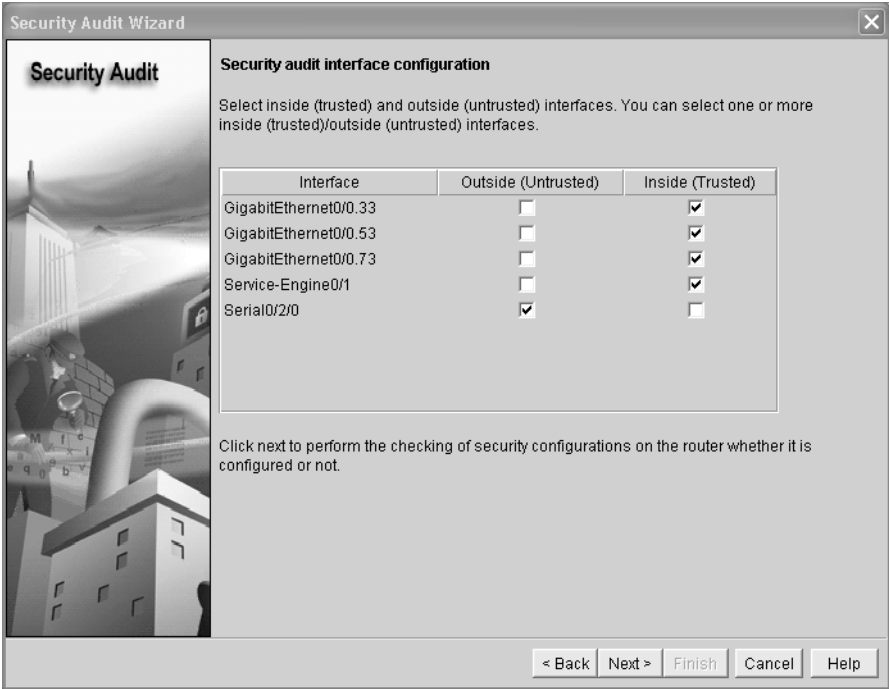 Security Audit Wizard
Security Audit
Security audit interface configuration
Select inside (trusted) and outside (untrusted) interfaces. You can select one or more
inside (trusted)/outside (untrusted) interfaces.
Interface Outside (Untrusted) Inside (Trusted)
GigabitEthernet0/0.33
GigabitEthernet0/0.53
GigabitEthernet0/0.73
Service-Engine0/1
Serial0/2/0
Click next to perform the checking of security configurations on the router whether it is
configured or not.
< Back Next > Finish Cancel Help